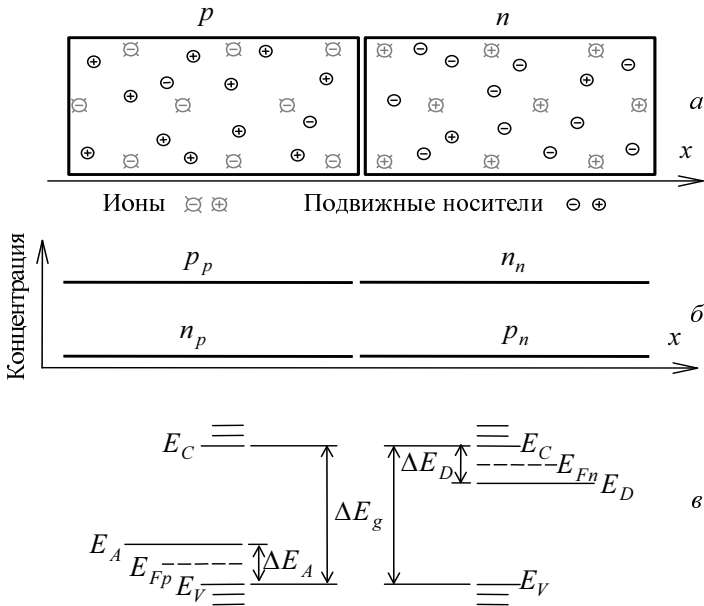 p n
а
x
Ионы Подвижные носители
Концентрация
p_p n_n
б
n_p p_n x
E_C E_C
ΔE_D E_Fn
E_D
ΔE_g в
E_A
E_Fp ΔE_A
E_V E_V